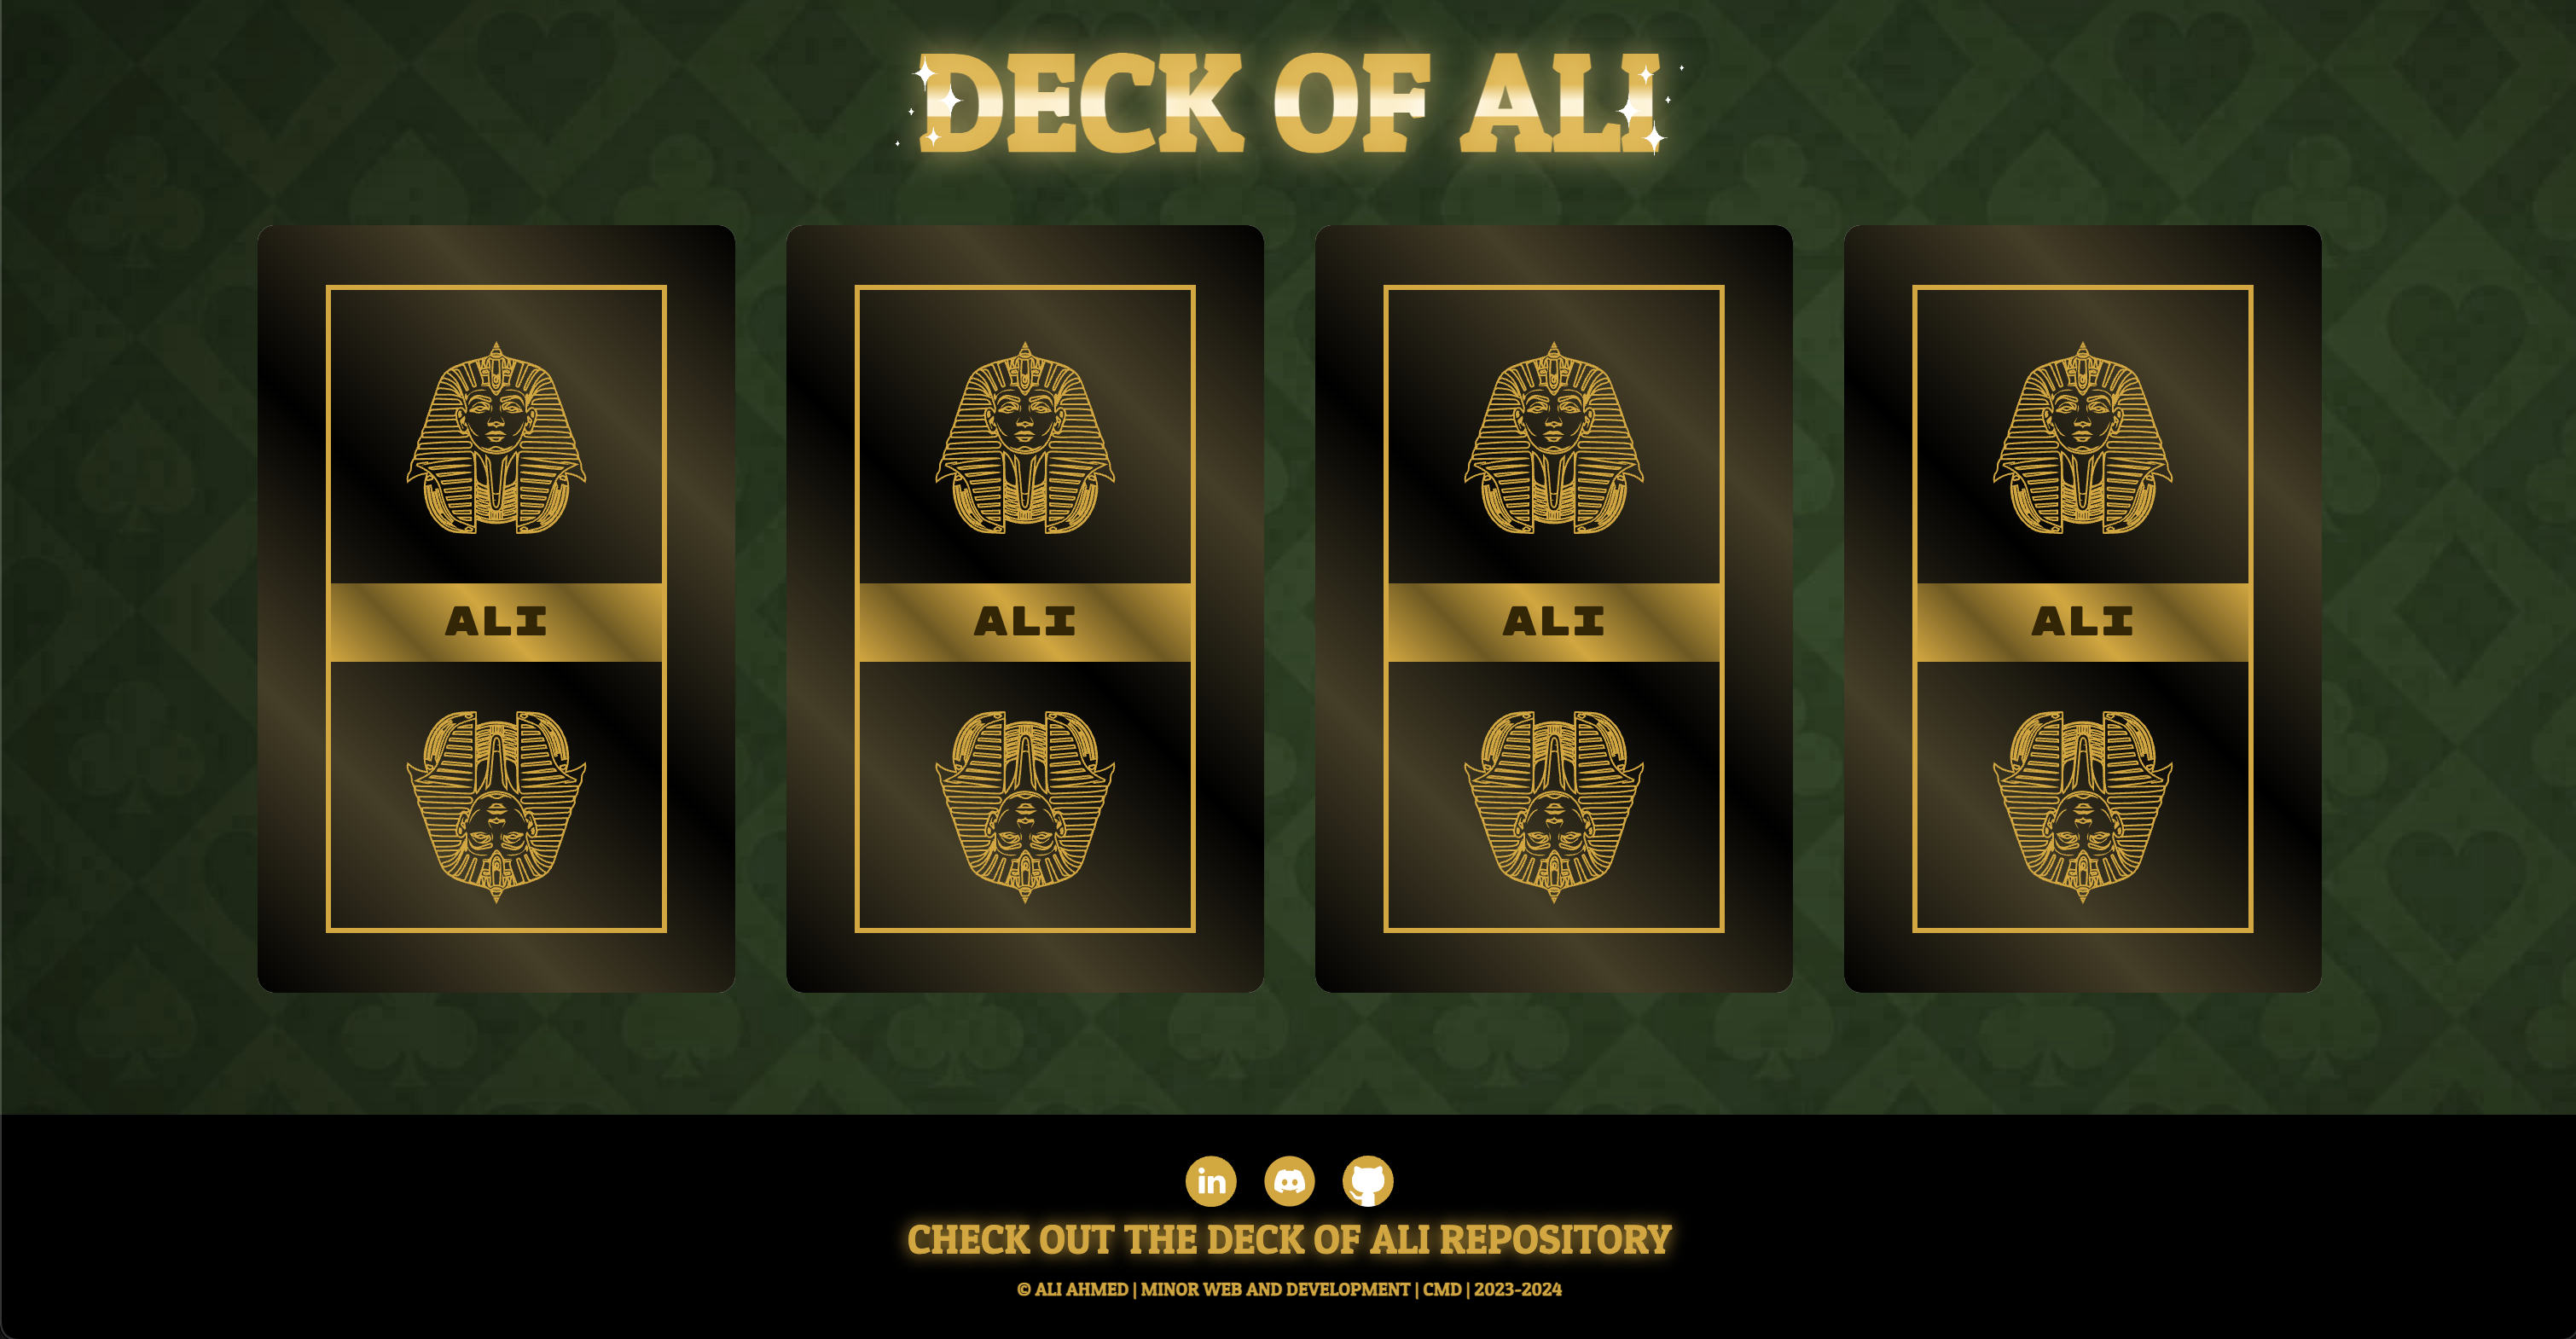 DECK OF ALI
ALI
ALI
ALI
ALI
in
CHECK OUT THE DECK OF ALI REPOSITORY
© ALI AHMED | MINOR WEB AND DEVELOPMENT | CMD | 2023-2024